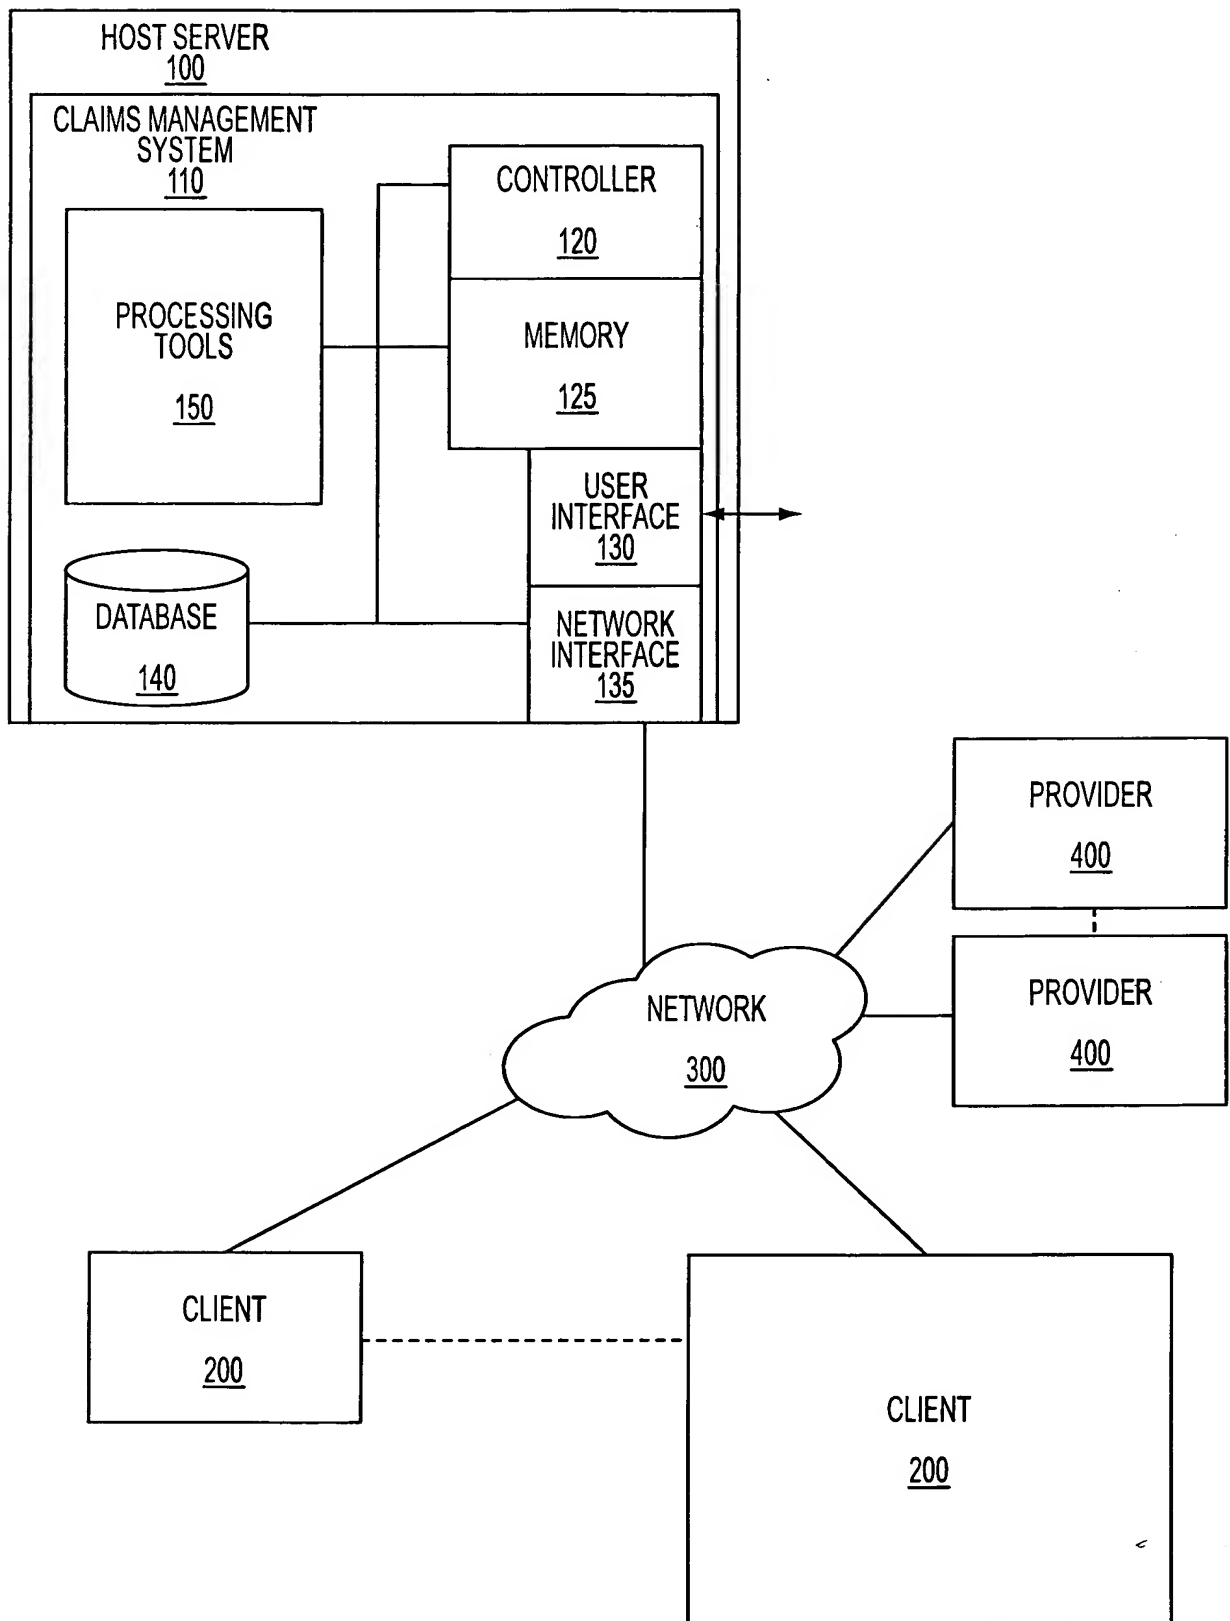 HOST SERVER
100
CLAIMS MANAGEMENT
SYSTEM
110
CONTROLLER
120
PROCESSING
TOOLS
150
MEMORY
125
USER
INTERFACE
130
DATABASE
140
NETWORK
INTERFACE
135
PROVIDER
400
PROVIDER
400
NETWORK
300
CLIENT
200
CLIENT
200